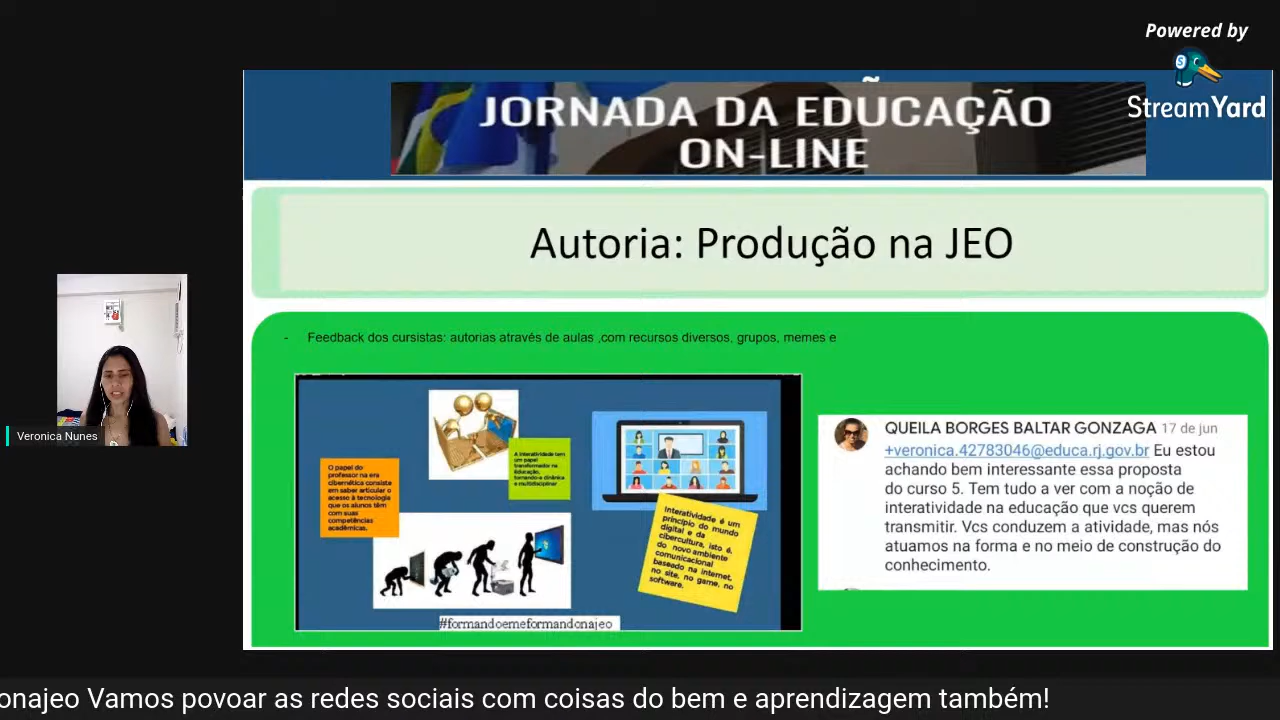 Powered by
StreamYard
JORNADA DA EDUCAÇÃO
ON-LINE
Autoria: Produção na JEO
- Feedback dos cursistas: autorias através de aulas ,com recursos diversos, grupos, memes e
O papel do
professor na era
cibernética consiste
em saber articular o
acesso à tecnologia
que os alunos têm
com suas
competências
acadêmicas.
A interatividade tem
um papel
transformador na
Educação,
tornando-a dinâmica
e multidisciplinar
Interatividade é um
princípio do mundo
digital e da
cibercultura, isto é,
do novo ambiente
comunicacional
baseado na internet,
no site, no game, no
software.
#formandoemeformandonajeo
QUEILA BORGES BALTAR GONZAGA 17 de jun
+veronica.42783046@educa.rj.gov.br Eu estou
achando bem interessante essa proposta
do curso 5. Tem tudo a ver com a noção de
interatividade na educação que vcs querem
transmitir. Vcs conduzem a atividade, mas nós
atuamos na forma e no meio de construção do
conhecimento.
Veronica Nunes
onajeo Vamos povoar as redes sociais com coisas do bem e aprendizagem também!